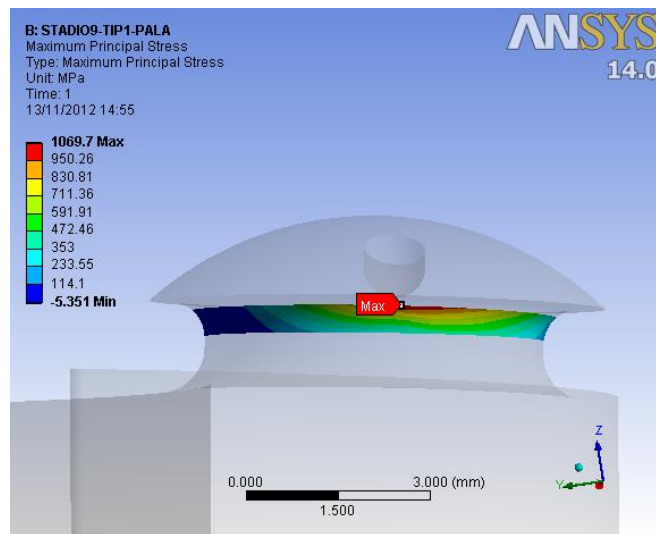 B: STADIO9-TIP1-PALA
Maximum Principal Stress
Type: Maximum Principal Stress
Unit: MPa
Time: 1
13/11/2012 14:55
ANSYS
14.0
1069.7 Max
950.26
830.81
711.36
591.91
472.46
353
233.55
114.1
-5.351 Min
Max
0.000
3.000 (mm)
1.500
Z
Y